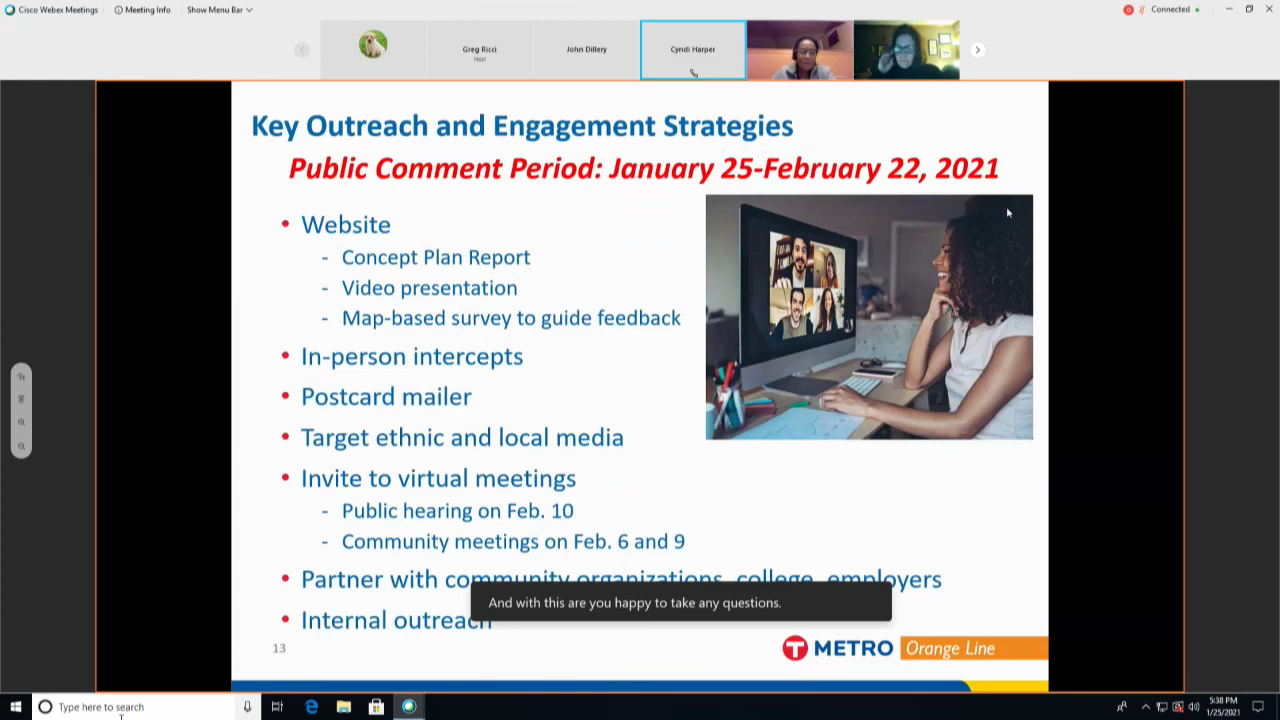 Cisco Webex Meetings
Meeting Info
Show Menu Bar
Connected
Greg Ricci
Host
John Dillery
Cyndi Harper
Key Outreach and Engagement Strategies
Public Comment Period: January 25-February 22, 2021
• Website
- Concept Plan Report
- Video presentation
- Map-based survey to guide feedback
• In-person intercepts
• Postcard mailer
• Target ethnic and local media
• Invite to virtual meetings
- Public hearing on Feb. 10
- Community meetings on Feb. 6 and 9
• Partner with community organizations, college, employers
And with this are you happy to take any questions.
• Internal outreach
13
T METRO Orange Line
Type here to search
5:38 PM
1/25/2021